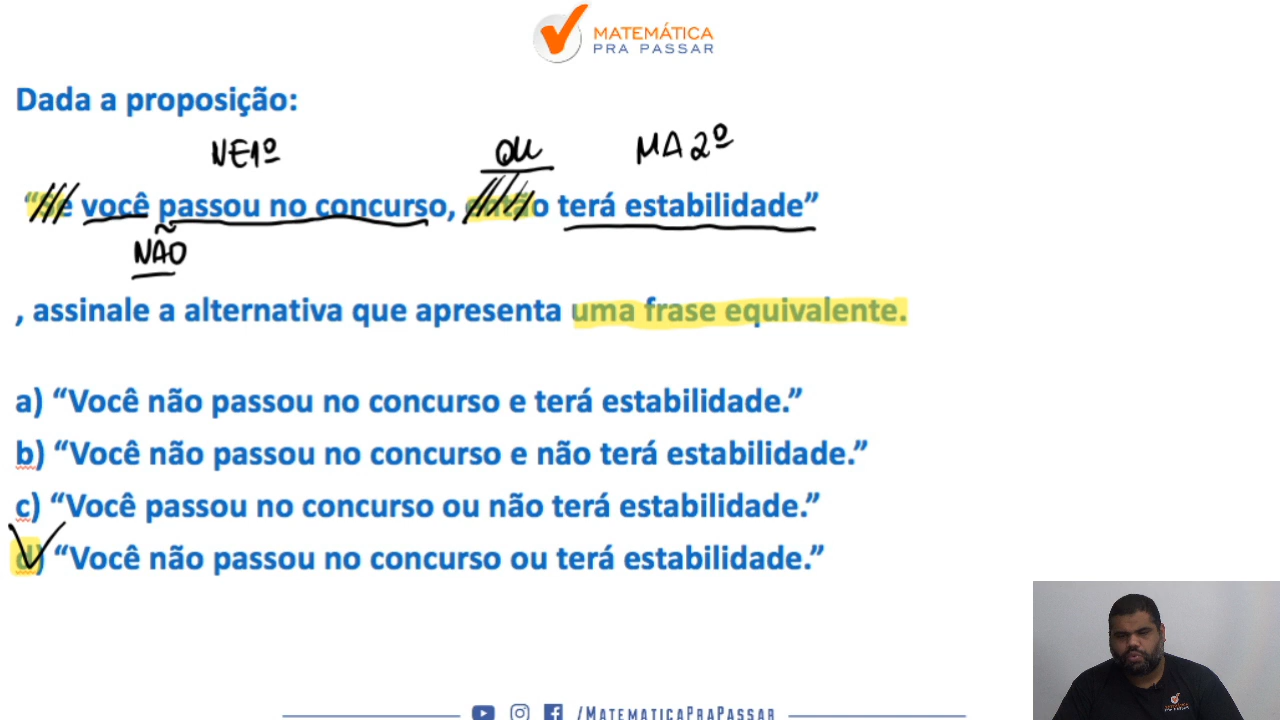 MATEMÁTICA
PRA PASSAR
Dada a proposição:
NE1º OU MA2º
“Se você passou no concurso, então terá estabilidade”
NÃO
, assinale a alternativa que apresenta uma frase equivalente.
a) “Você não passou no concurso e terá estabilidade.”
b) “Você não passou no concurso e não terá estabilidade.”
c) “Você passou no concurso ou não terá estabilidade.”
d) “Você não passou no concurso ou terá estabilidade.”
/MATEMATICAPRAPASSAR